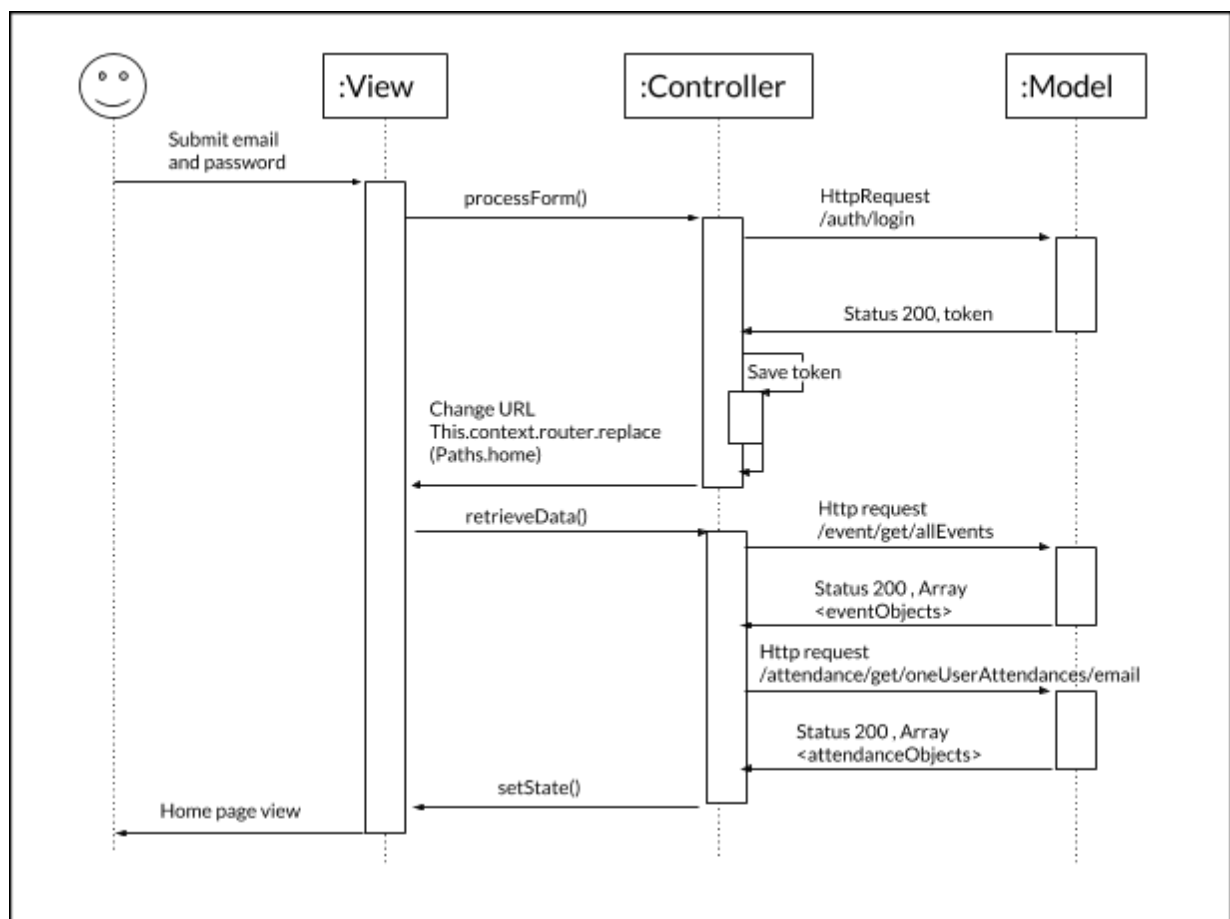 :View
:Controller
:Model
Submit email
and password
processForm()
HttpRequest
/auth/login
Status 200, token
Save token
Change URL
This.context.router.replace
(Paths.home)
retrieveData()
Http request
/event/get/allEvents
Status 200 , Array
<eventObjects>
Http request
/attendance/get/oneUserAttendances/email
Status 200 , Array
<attendanceObjects>
setState()
Home page view